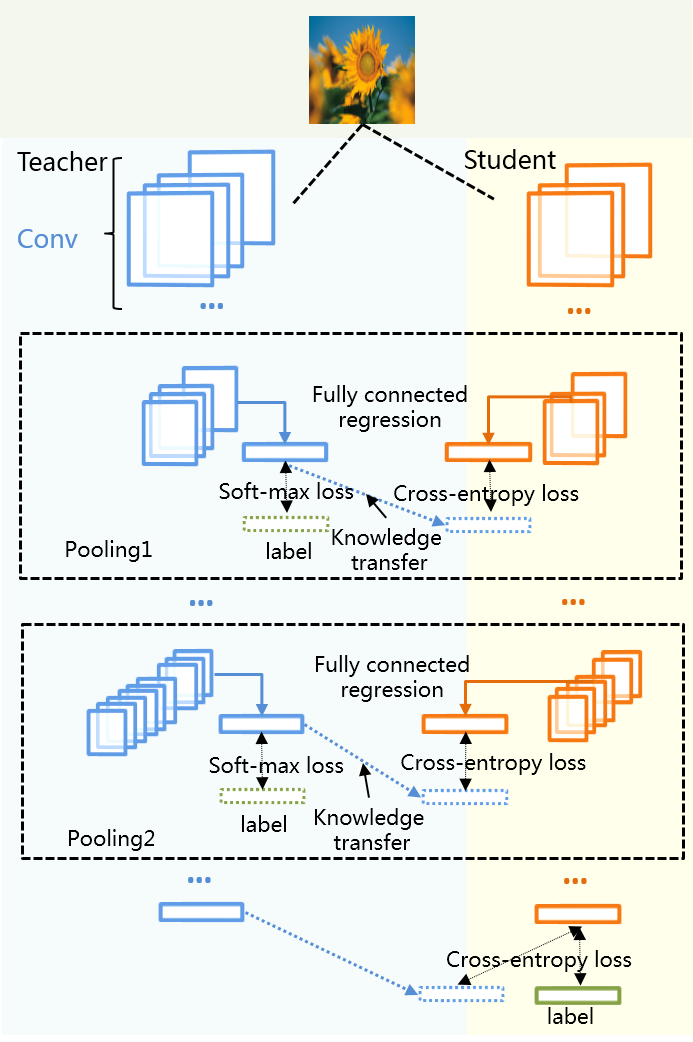 Teacher
Student
Conv
...
...
Fully connected
regression
Soft-max loss
Cross-entropy loss
label
Knowledge
transfer
Pooling1
...
...
Fully connected
regression
Soft-max loss
Cross-entropy loss
label
Knowledge
transfer
Pooling2
...
...
Cross-entropy loss
label